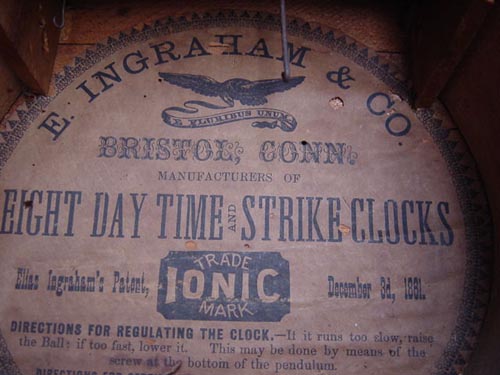 E. INGRAHAM & CO.
E PLURIBUS UNUM
BRISTOL, CONN.
MANUFACTURERS OF
EIGHT DAY TIME AND STRIKE CLOCKS
TRADE
Elias Ingraham's Patent, IONIC December 3d, 1861.
MARK
DIRECTIONS FOR REGULATING THE CLOCK.—If it runs too slow, raise
the Ball; if too fast, lower it. This may be done by means of the
screw at the bottom of the pendulum.